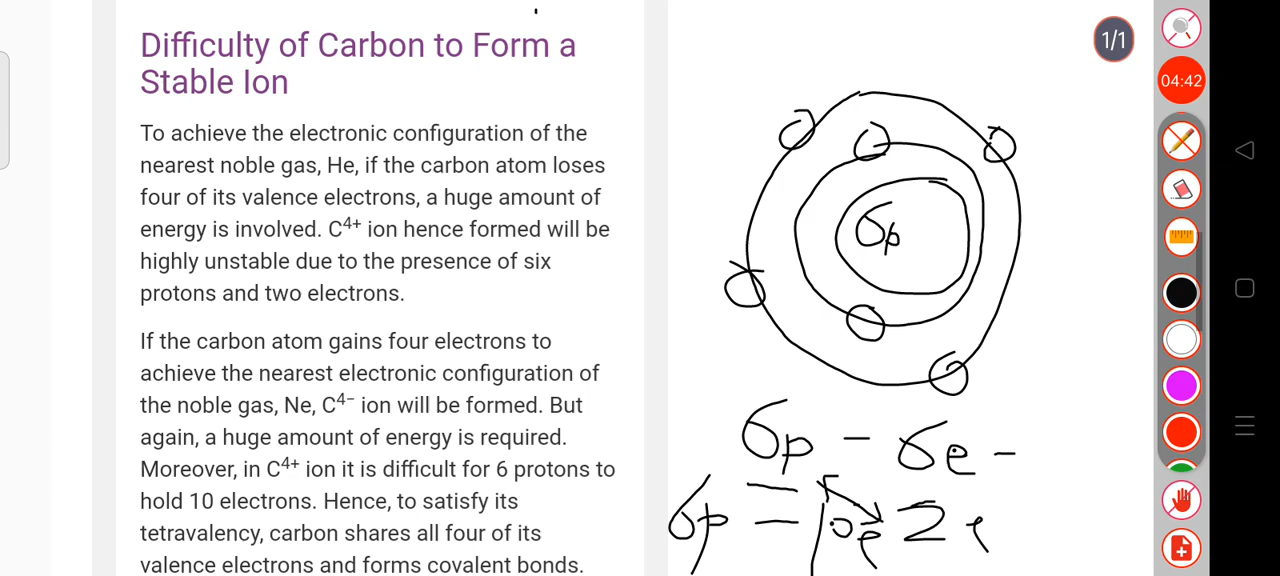 Difficulty of Carbon to Form a
Stable Ion
To achieve the electronic configuration of the
nearest noble gas, He, if the carbon atom loses
four of its valence electrons, a huge amount of
energy is involved. C⁴⁺ ion hence formed will be
highly unstable due to the presence of six
protons and two electrons.
If the carbon atom gains four electrons to
achieve the nearest electronic configuration of
the noble gas, Ne, C⁴⁻ ion will be formed. But
again, a huge amount of energy is required.
Moreover, in C⁴⁺ ion it is difficult for 6 protons to
hold 10 electrons. Hence, to satisfy its
tetravalency, carbon shares all four of its
valence electrons and forms covalent bonds.
1/1
6p
6p – 6e –
6p = 10e 2e
04:42